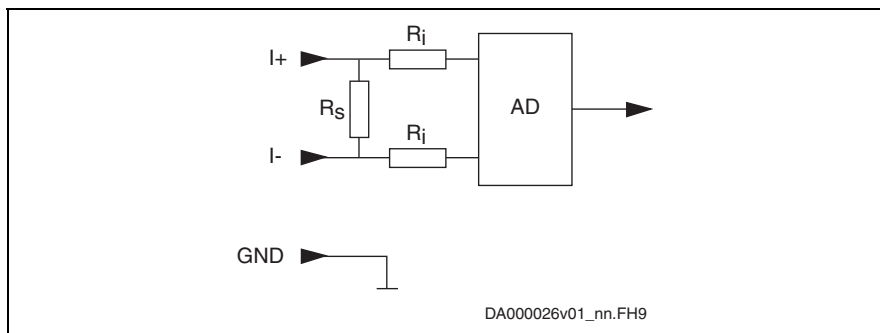 I+
Ri
Rs
AD
Ri
I-
GND
DA000026v01_nn.FH9